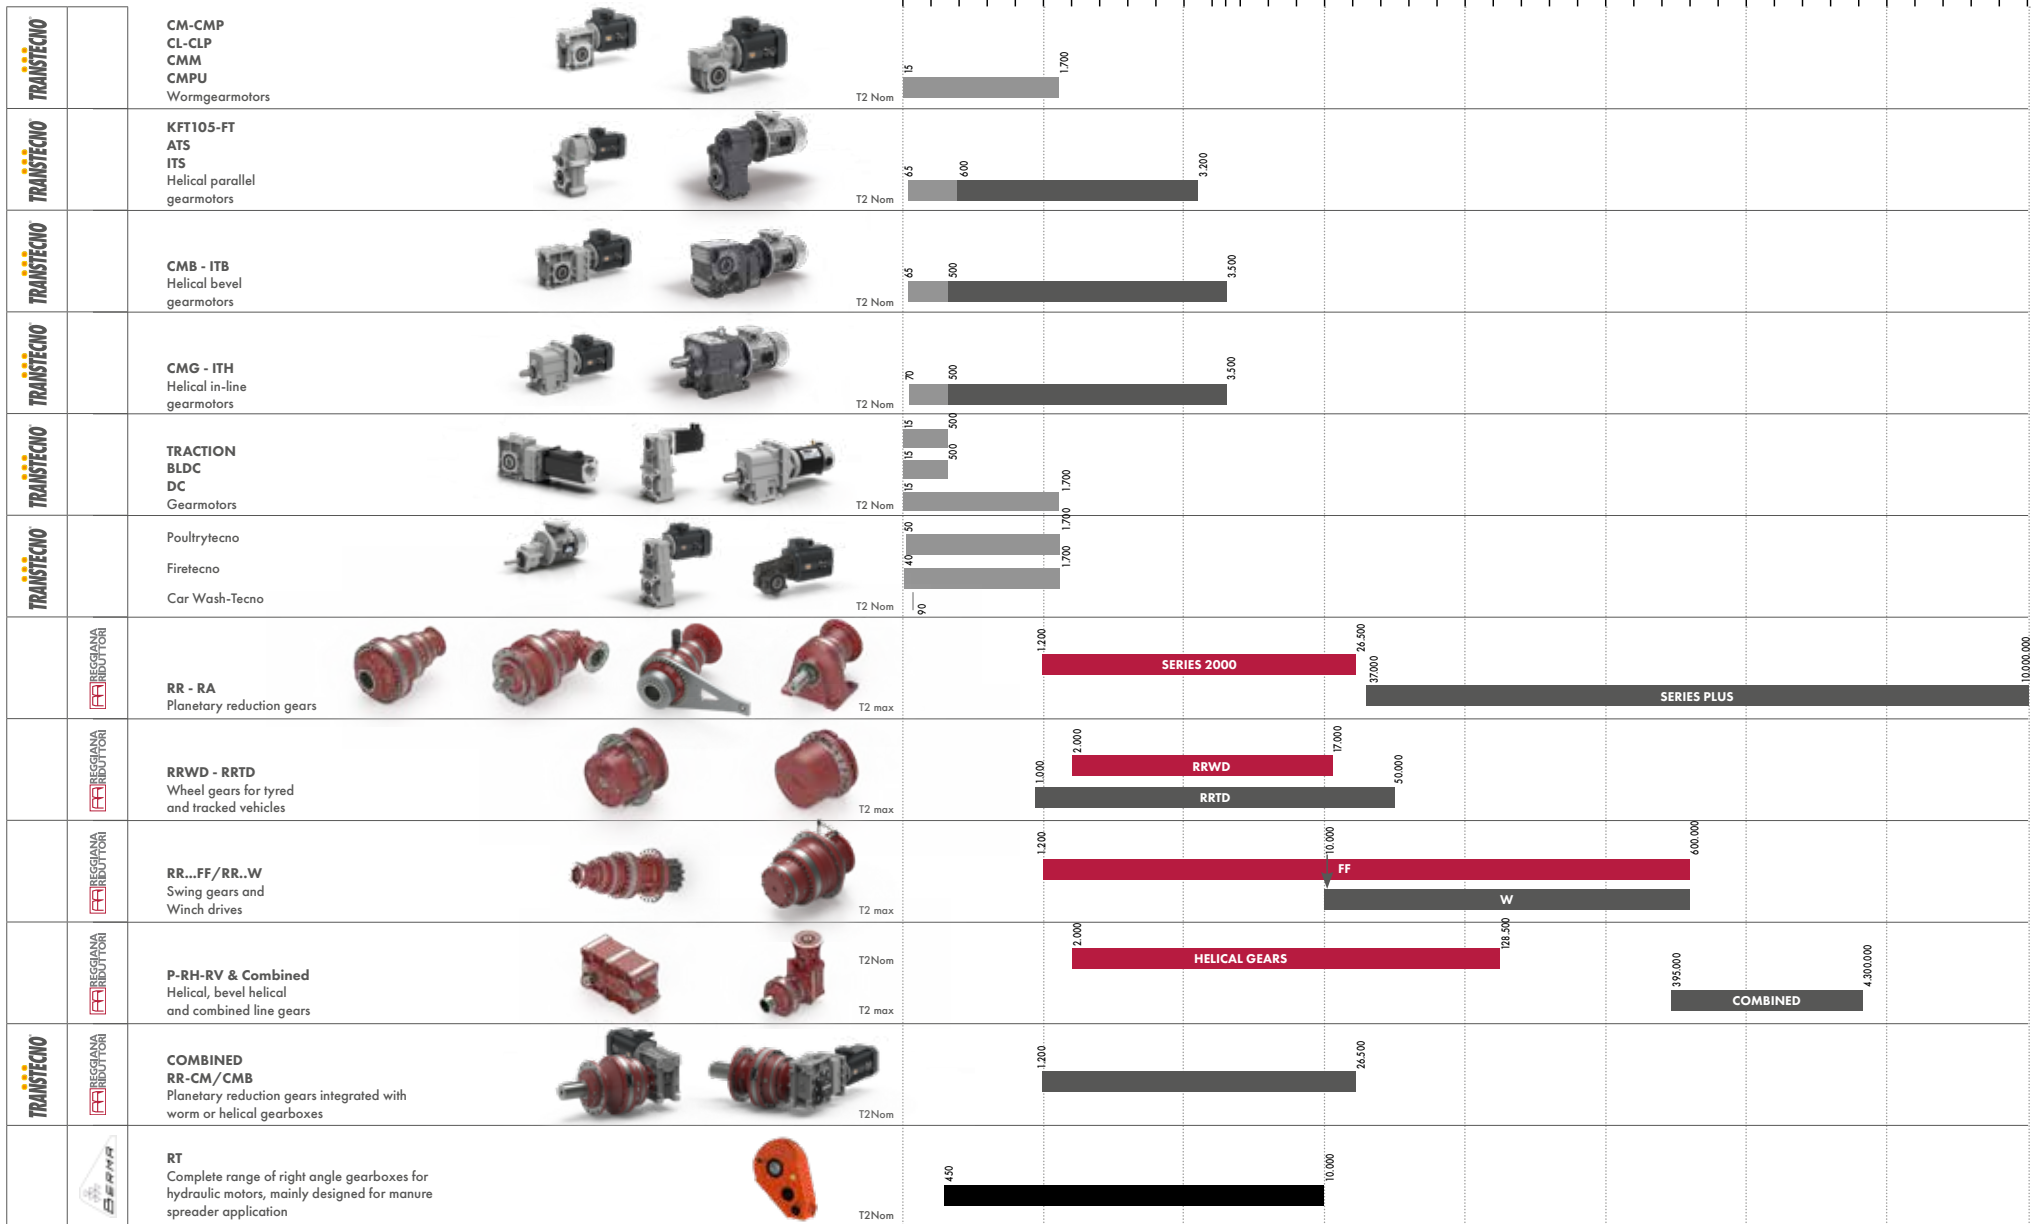 TRANSTECNO
CM-CMP
CL-CLP
CMM
CMPU
Wormgearmotors
T2 Nom
15
1.700
TRANSTECNO
KFT105-FT
ATS
ITS
Helical parallel
gearmotors
T2 Nom
65
600
3.200
TRANSTECNO
CMB - ITB
Helical bevel
gearmotors
T2 Nom
65
500
3.500
TRANSTECNO
CMG - ITH
Helical in-line
gearmotors
T2 Nom
70
500
3.500
TRANSTECNO
TRACTION
BLDC
DC
Gearmotors
T2 Nom
15
500
15
500
15
1.700
TRANSTECNO
Poultrytecno
Firetecno
Car Wash-Tecno
T2 Nom
50
1.700
40
1.700
90
REGGIANA
RIDUTTORI
RR - RA
Planetary reduction gears
T2 max
1.200
SERIES 2000
26.500
37.000
SERIES PLUS
10.000.000
REGGIANA
RIDUTTORI
RRWD - RRTD
Wheel gears for tyred
and tracked vehicles
T2 max
2.000
RRWD
17.000
1.000
RRTD
50.000
REGGIANA
RIDUTTORI
RR...FF/RR..W
Swing gears and
Winch drives
T2 max
1.200
FF
600.000
10.000
W
REGGIANA
RIDUTTORI
P-RH-RV & Combined
Helical, bevel helical
and combined line gears
T2Nom
T2 max
2.000
HELICAL GEARS
128.500
395.000
COMBINED
4.300.000
TRANSTECNO
REGGIANA
RIDUTTORI
COMBINED
RR-CM/CMB
Planetary reduction gears integrated with
worm or helical gearboxes
T2Nom
1.200
26.500
BERMA
RT
Complete range of right angle gearboxes for
hydraulic motors, mainly designed for manure
spreader application
T2Nom
450
10.000